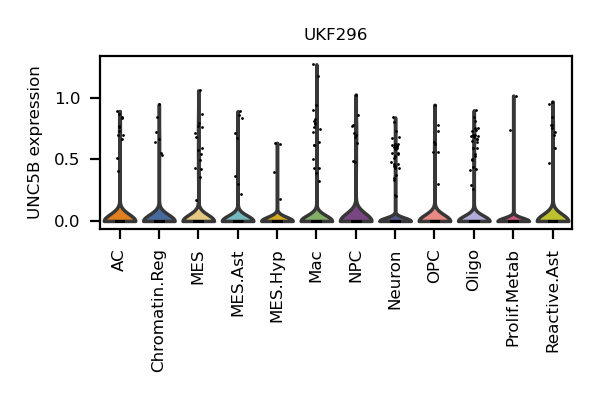 UKF296
UNC5B expression
1.0
0.5
0.0
AC
Chromatin.Reg
MES
MES.Ast
MES.Hyp
Mac
NPC
Neuron
OPC
Oligo
Prolif.Metab
Reactive.Ast